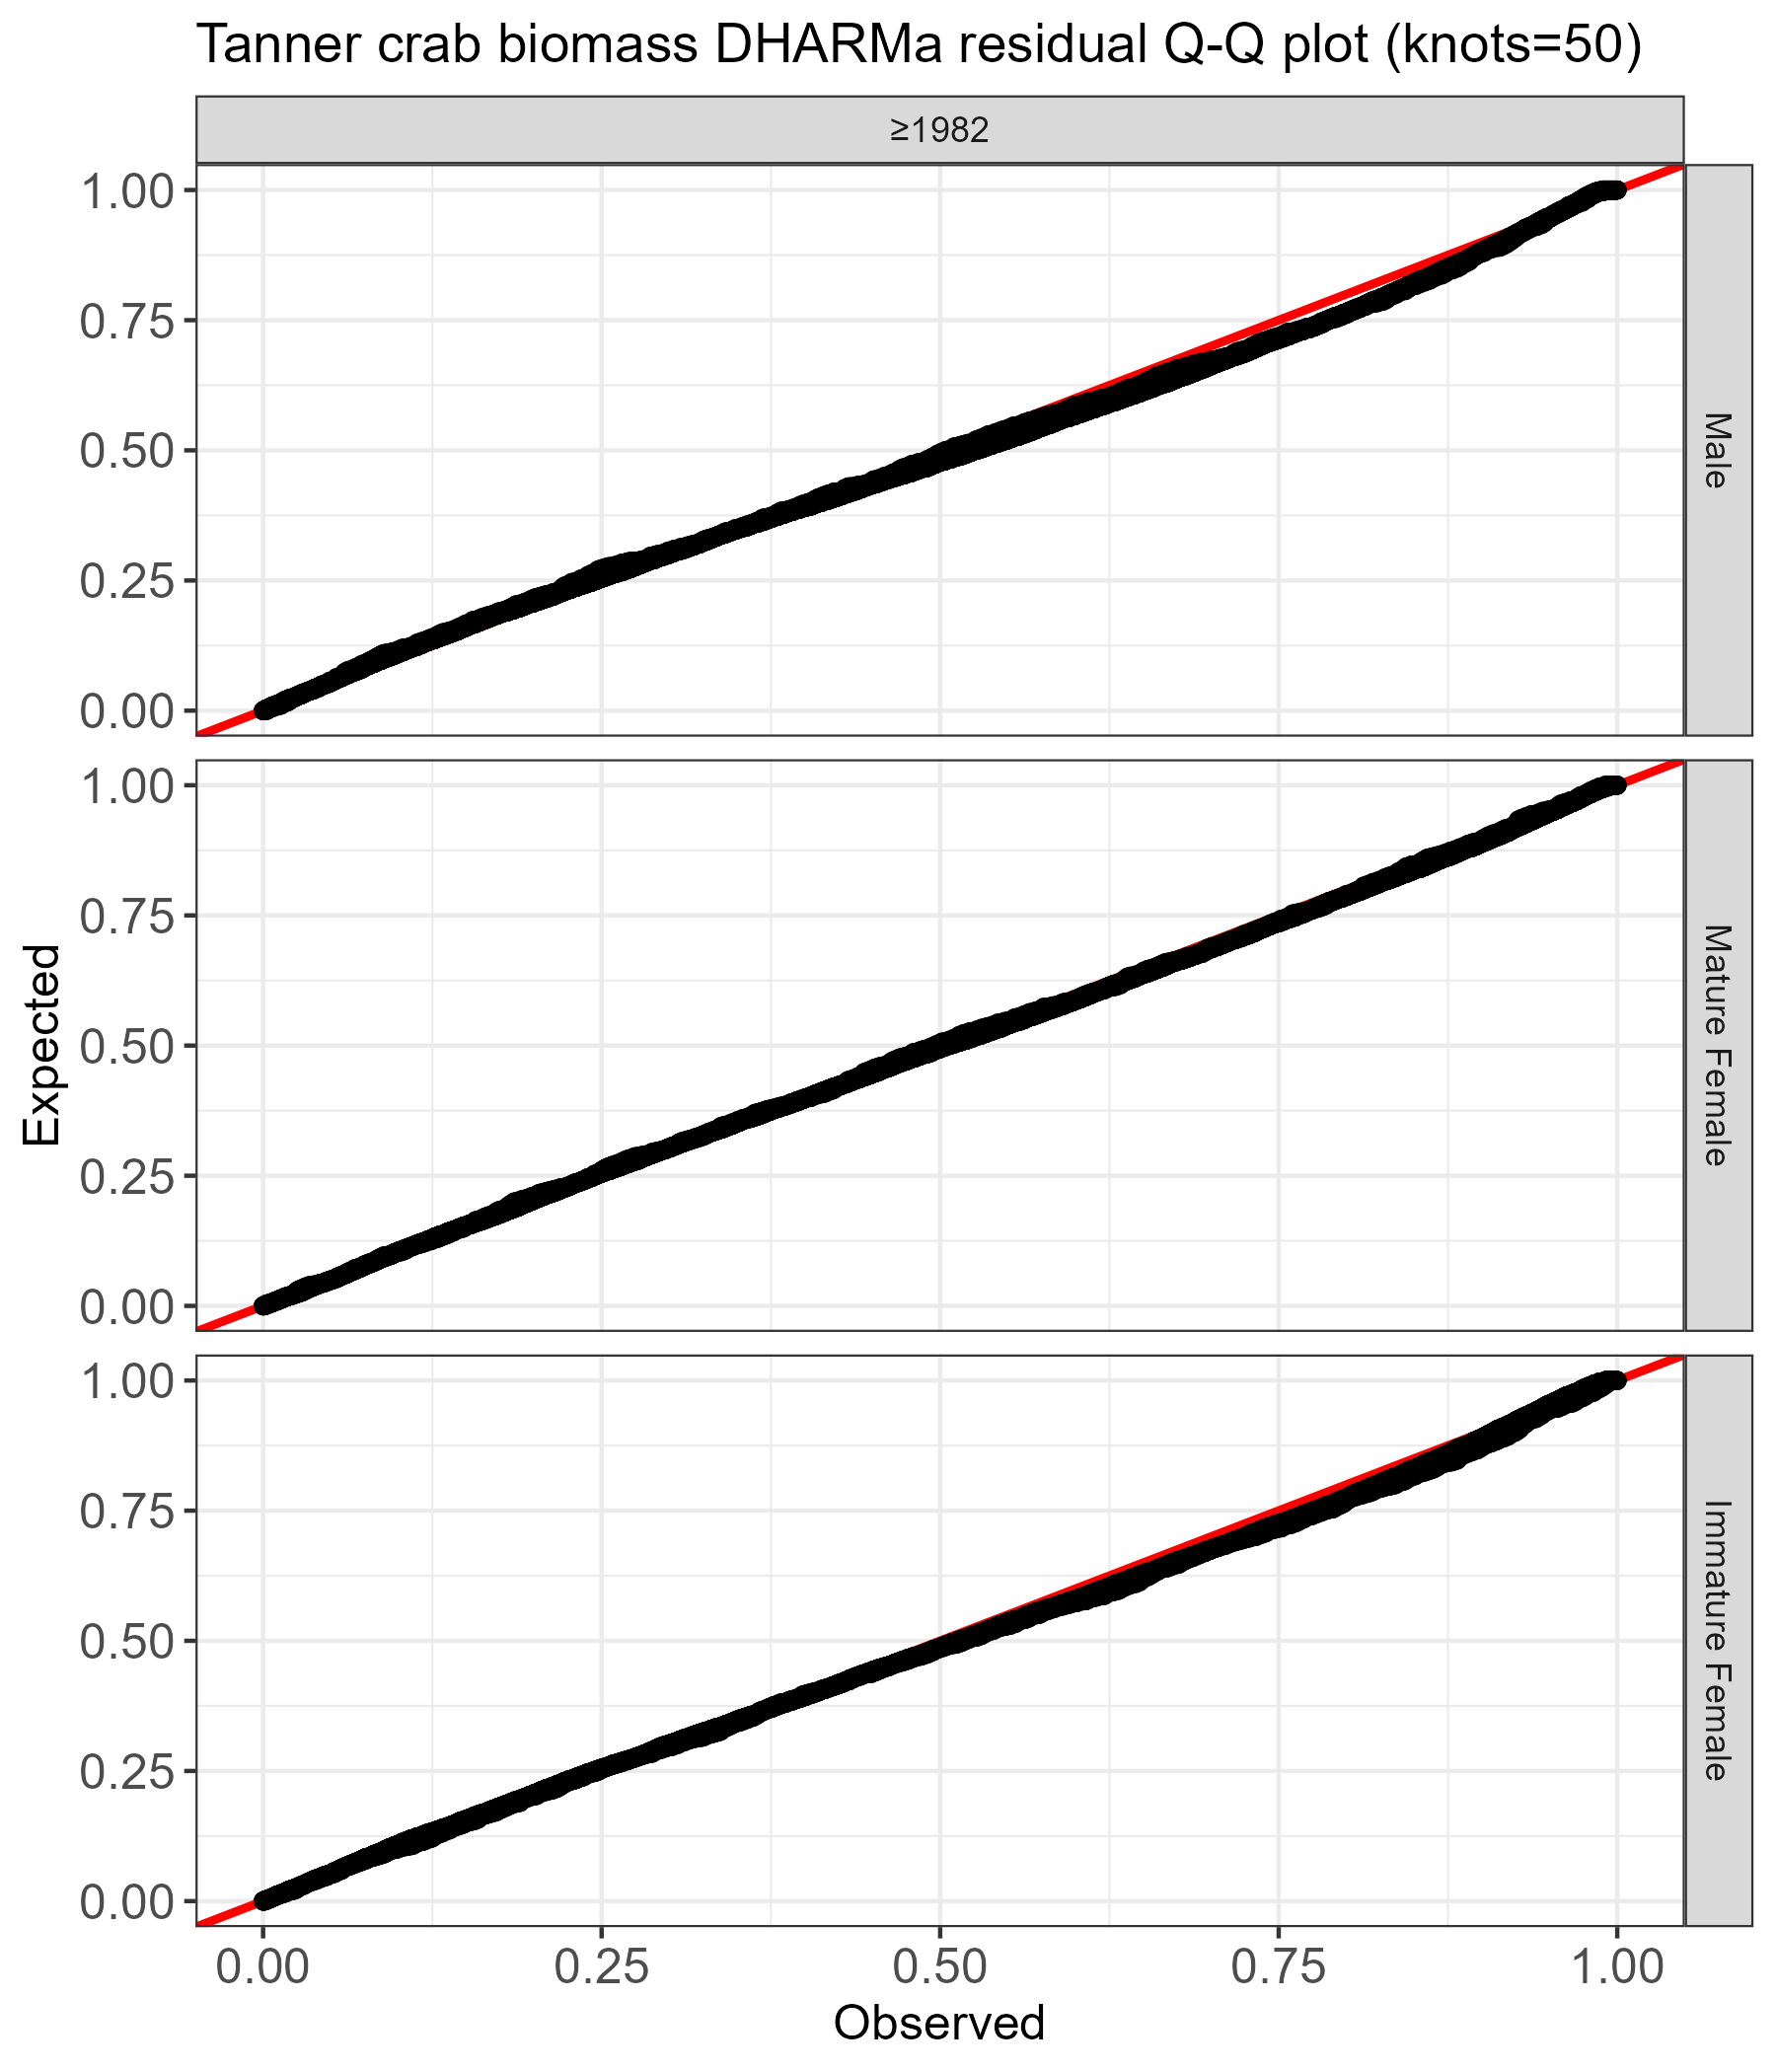 Tanner crab biomass DHARMa residual Q-Q plot (knots=50)
≥1982
1.00
0.75
0.50
0.25
0.00
Male
1.00
0.75
0.50
0.25
0.00
Mature Female
Expected
1.00
0.75
0.50
0.25
0.00
Immature Female
0.00 0.25 0.50 0.75 1.00
Observed